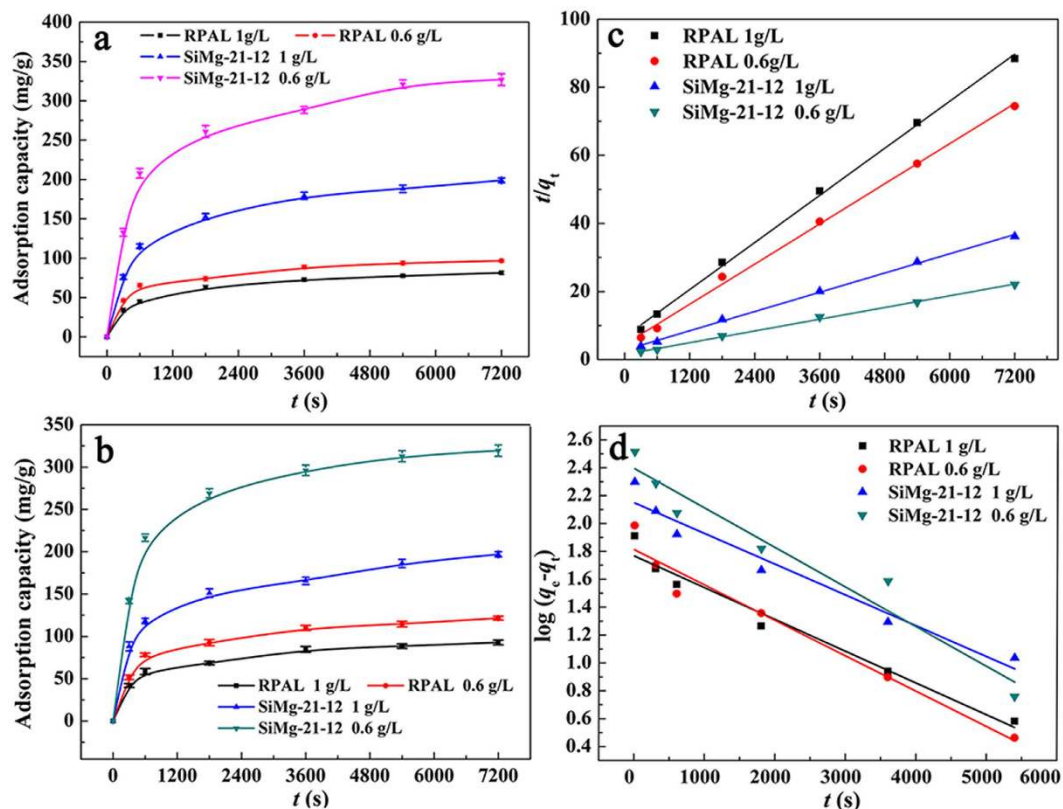 a
RPAL 1g/L RPAL 0.6 g/L
SiMg-21-12 1 g/L
SiMg-21-12 0.6 g/L
Adsorption capacity (mg/g)
400
350
300
250
200
150
100
50
0
0 1200 2400 3600 4800 6000 7200
t (s)
c
RPAL 1g/L
RPAL 0.6g/L
SiMg-21-12 1g/L
SiMg-21-12 0.6 g/L
t/qt
100
80
60
40
20
0
0 1200 2400 3600 4800 6000 7200
t (s)
b
Adsorption capacity (mg/g)
350
300
250
200
150
100
50
0
RPAL 1 g/L RPAL 0.6 g/L
SiMg-21-12 1 g/L
SiMg-21-12 0.6 g/L
0 1200 2400 3600 4800 6000 7200
t (s)
d
RPAL 1 g/L
RPAL 0.6 g/L
SiMg-21-12 1 g/L
SiMg-21-12 0.6 g/L
log (qe-qt)
2.6
2.4
2.2
2.0
1.8
1.6
1.4
1.2
1.0
0.8
0.6
0.4
0 1000 2000 3000 4000 5000 6000
t (s)